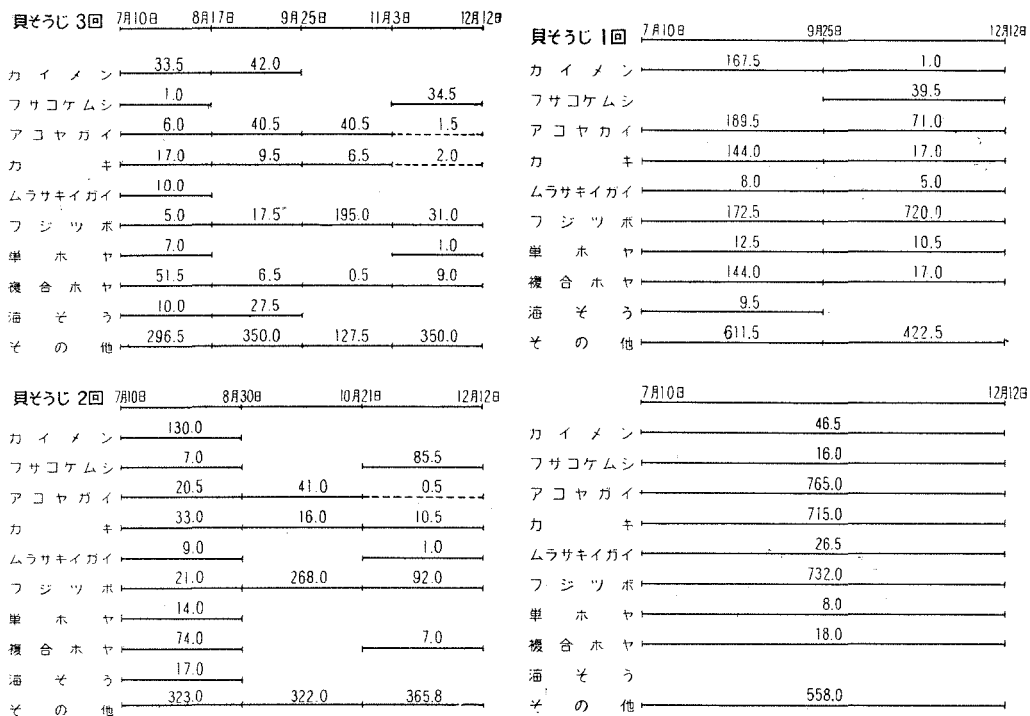 貝そうじ 3回 7月10日 8月17日 9月25日 11月3日 12月12日
カイメン 33.5 42.0
フサコケムシ 1.0 34.5
アコヤガイ 6.0 40.5 40.5 1.5
カキ 17.0 9.5 6.5 2.0
ムラサキイガイ 10.0
フジツボ 5.0 17.5 195.0 31.0
単ホヤ 7.0 1.0
複合ホヤ 51.5 6.5 0.5 9.0
海そう 10.0 27.5
その他 296.5 350.0 127.5 350.0
貝そうじ 1回 7月10日 9月25日 12月12日
カイメン 167.5 1.0
フサコケムシ 39.5
アコヤカイ 189.5 71.0
カキ 144.0 17.0
ムラサキイガイ 8.0 5.0
フジツボ 172.5 720.0
単ホヤ 12.5 10.5
複合ホヤ 144.0 17.0
海そう 9.5
その他 611.5 422.5
貝そうじ 2回 7月10日 8月30日 10月21日 12月12日
カイメン 130.0
フサコケムシ 7.0 85.5
アコヤガイ 20.5 41.0 0.5
カキ 33.0 16.0 10.5
ムラサキイガイ 9.0 1.0
フジツボ 21.0 268.0 92.0
単ホヤ 14.0
複合ホヤ 74.0 7.0
海そう 17.0
その他 323.0 322.0 365.8
7月10日 12月12日
カイメン 46.5
フサコケムシ 16.0
アコヤガイ 765.0
カキ 715.0
ムラサキイガイ 26.5
フジツボ 732.0
単ホヤ 8.0
複合ホヤ 18.0
海そう
その他 558.0